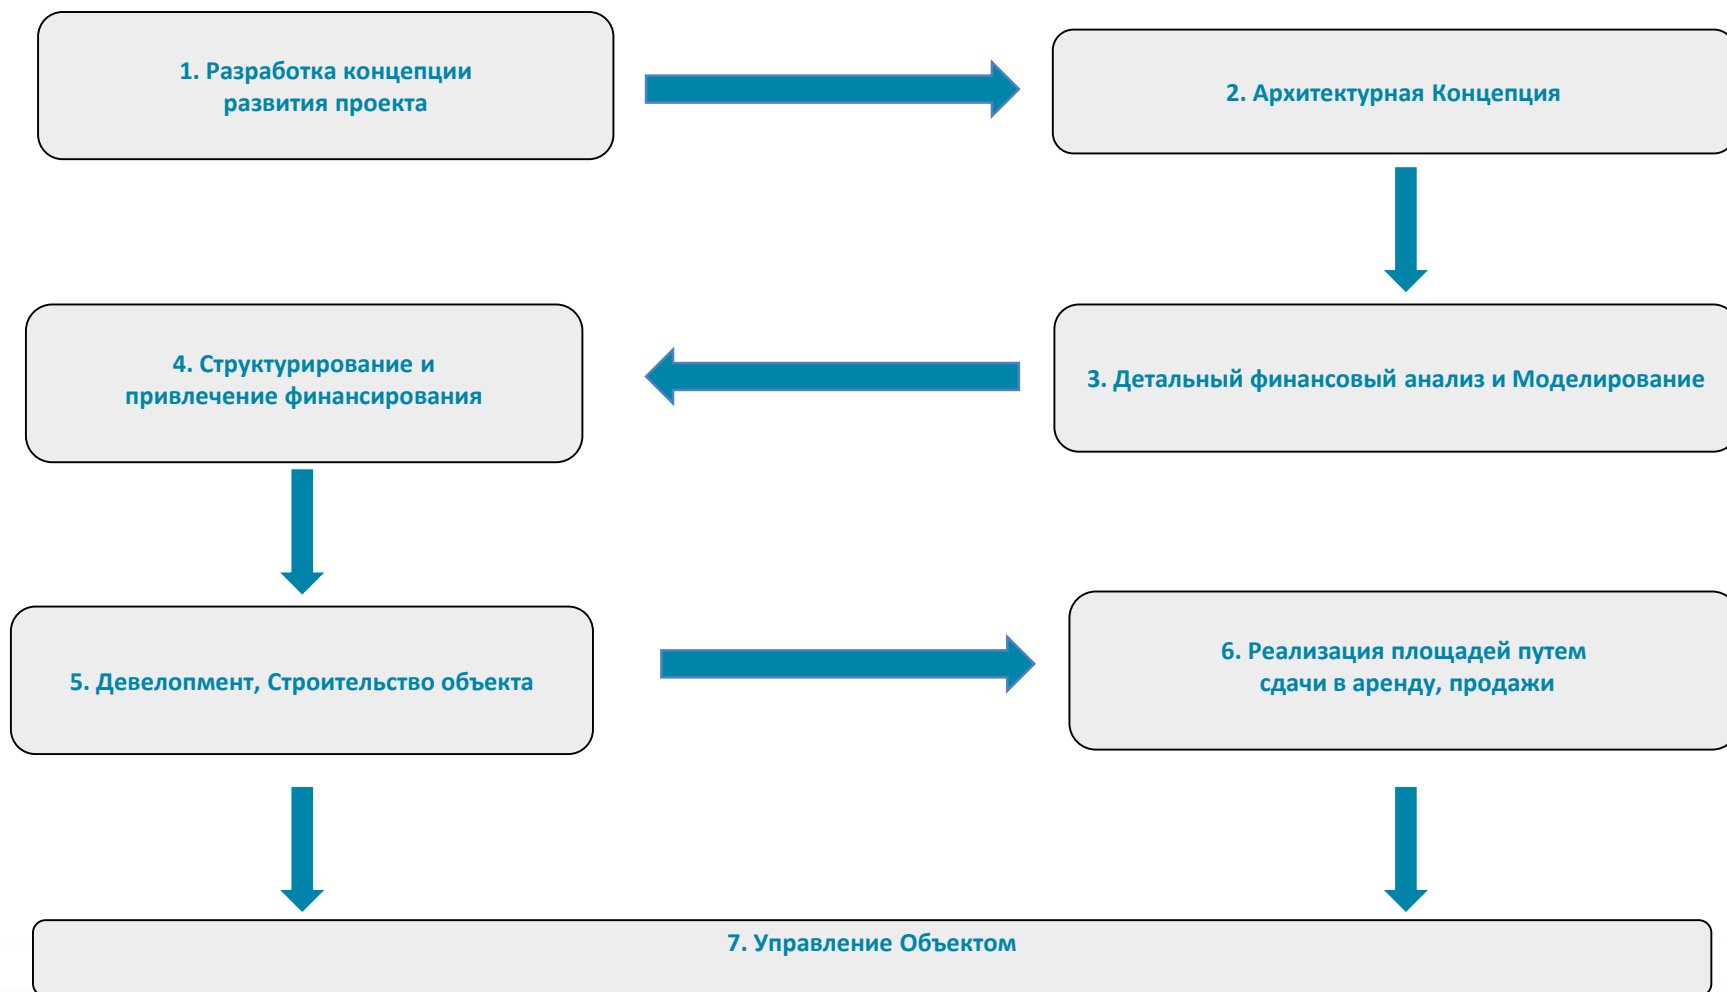 1. Разработка концепции
развития проекта
2. Архитектурная Концепция
3. Детальный финансовый анализ и Моделирование
4. Структурирование и
привлечение финансирования
5. Девелопмент, Строительство объекта
6. Реализация площадей путем
сдачи в аренду, продажи
7. Управление Объектом